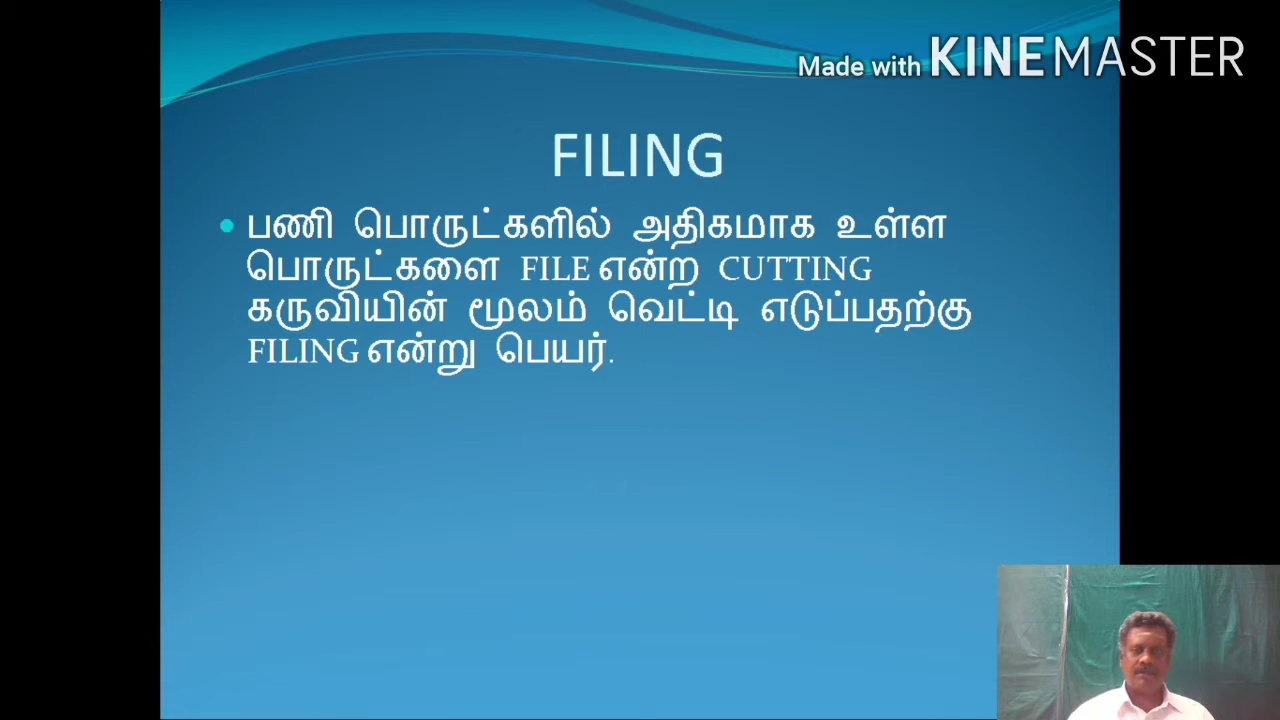 Made with KINEMASTER
FILING
• பணி பொருட்களில் அதிகமாக உள்ள
பொருட்களை FILE என்ற CUTTING
கருவியின் மூலம் வெட்டி எடுப்பதற்கு
FILING என்று பெயர்.